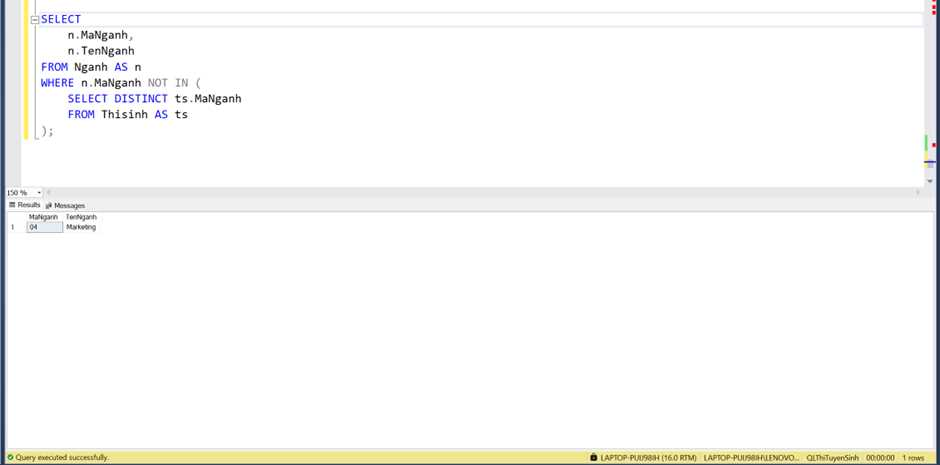 SELECT
n.MaNganh,
n.TenNganh
FROM Nganh AS n
WHERE n.MaNganh NOT IN (
SELECT DISTINCT ts.MaNganh
FROM Thisinh AS ts
);
150 %
Results Messages
MaNganh TenNganh
1 04 Marketing
Query executed successfully. LAPTOP-PUIJ98IH (16.0 RTM) LAPTOP-PUIJ98IH\LENOVO... QLThiTuyenSinh 00:00:00 1 rows